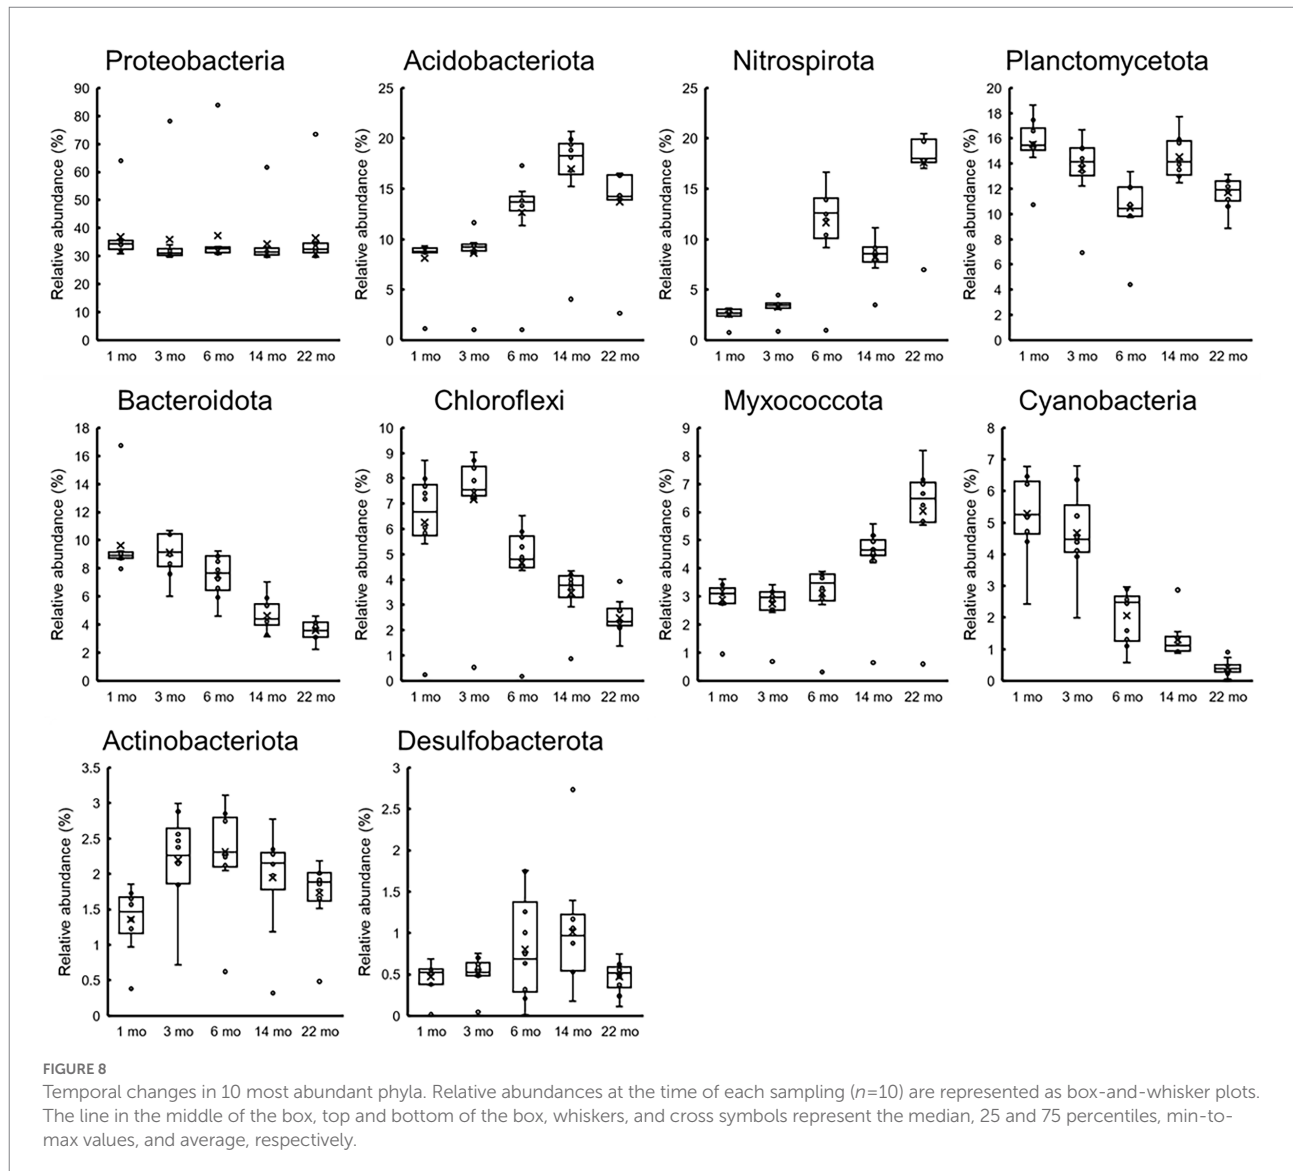 Proteobacteria
Relative abundance (%)
90
80
70
60
50
40
30
20
10
0
1 mo 3 mo 6 mo 14 mo 22 mo
Acidobacteriota
Relative abundance (%)
25
20
15
10
5
0
1 mo 3 mo 6 mo 14 mo 22 mo
Nitrospirota
Relative abundance (%)
25
20
15
10
5
0
1 mo 3 mo 6 mo 14 mo 22 mo
Planctomycetota
Relative abundance (%)
20
18
16
14
12
10
8
6
4
2
0
1 mo 3 mo 6 mo 14 mo 22 mo
Bacteroidota
Relative abundance (%)
18
16
14
12
10
8
6
4
2
0
1 mo 3 mo 6 mo 14 mo 22 mo
Chloroflexi
Relative abundance (%)
10
9
8
7
6
5
4
3
2
1
0
1 mo 3 mo 6 mo 14 mo 22 mo
Myxococcota
Relative abundance (%)
9
8
7
6
5
4
3
2
1
0
1 mo 3 mo 6 mo 14 mo 22 mo
Cyanobacteria
Relative abundance (%)
8
7
6
5
4
3
2
1
0
1 mo 3 mo 6 mo 14 mo 22 mo
Actinobacteriota
Relative abundance (%)
3.5
3
2.5
2
1.5
1
0.5
0
1 mo 3 mo 6 mo 14 mo 22 mo
Desulfobacterota
Relative abundance (%)
3
2.5
2
1.5
1
0.5
0
1 mo 3 mo 6 mo 14 mo 22 mo
FIGURE 8
Temporal changes in 10 most abundant phyla. Relative abundances at the time of each sampling (n=10) are represented as box-and-whisker plots.
The line in the middle of the box, top and bottom of the box, whiskers, and cross symbols represent the median, 25 and 75 percentiles, min-to-
max values, and average, respectively.